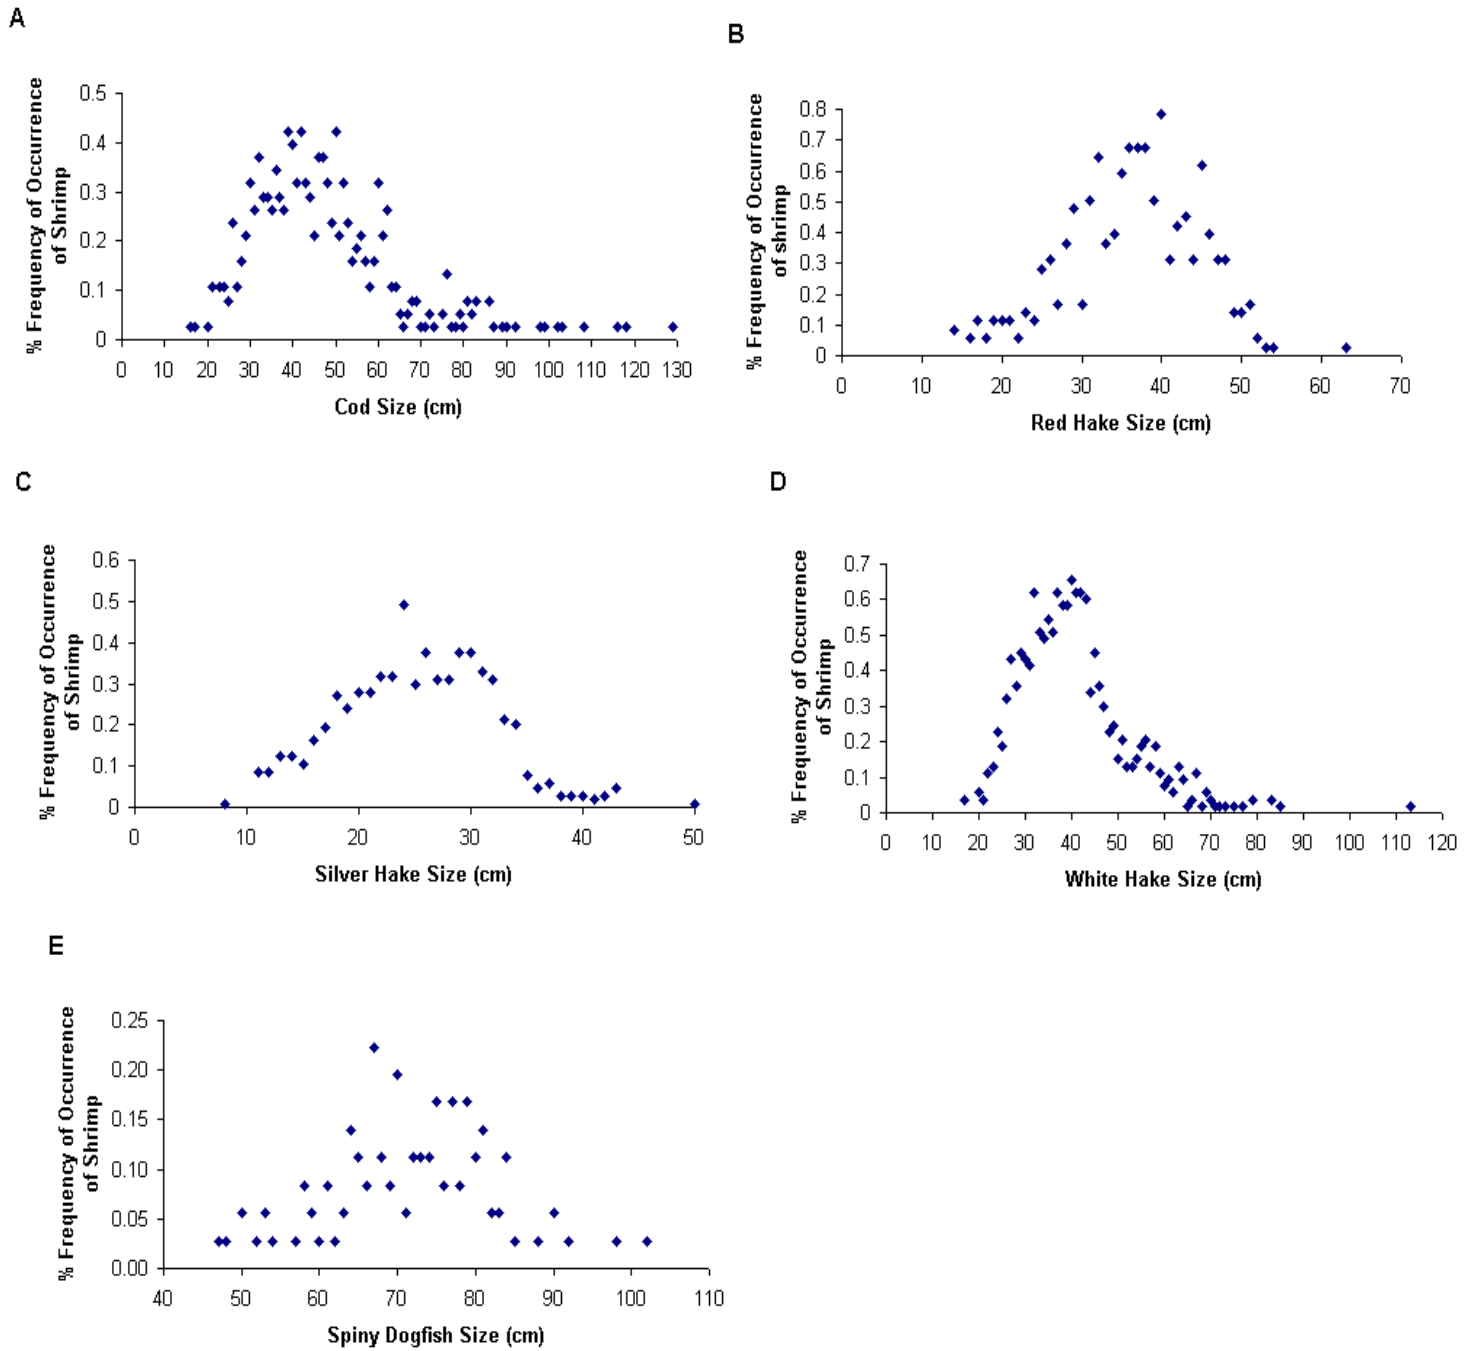 A
% Frequency of Occurrence
of Shrimp
0.5
0.4
0.3
0.2
0.1
0
0 10 20 30 40 50 60 70 80 90 100 110 120 130
Cod Size (cm)
B
% Frequency of Occurrence
of shrimp
0.8
0.7
0.6
0.5
0.4
0.3
0.2
0.1
0
0 10 20 30 40 50 60 70
Red Hake Size (cm)
C
% Frequency of Occurrence
of Shrimp
0.6
0.5
0.4
0.3
0.2
0.1
0
0 10 20 30 40 50
Silver Hake Size (cm)
D
% Frequency of Occurrence
of Shrimp
0.7
0.6
0.5
0.4
0.3
0.2
0.1
0
0 10 20 30 40 50 60 70 80 90 100 110 120
White Hake Size (cm)
E
% Frequency of Occurrence
of Shrimp
0.25
0.20
0.15
0.10
0.05
0.00
40 50 60 70 80 90 100 110
Spiny Dogfish Size (cm)